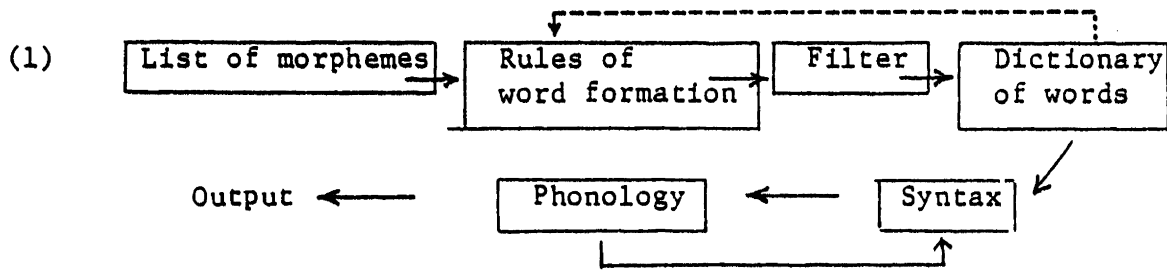 (1) List of morphemes Rules of Filter Dictionary
word formation of words
Output Phonology Syntax